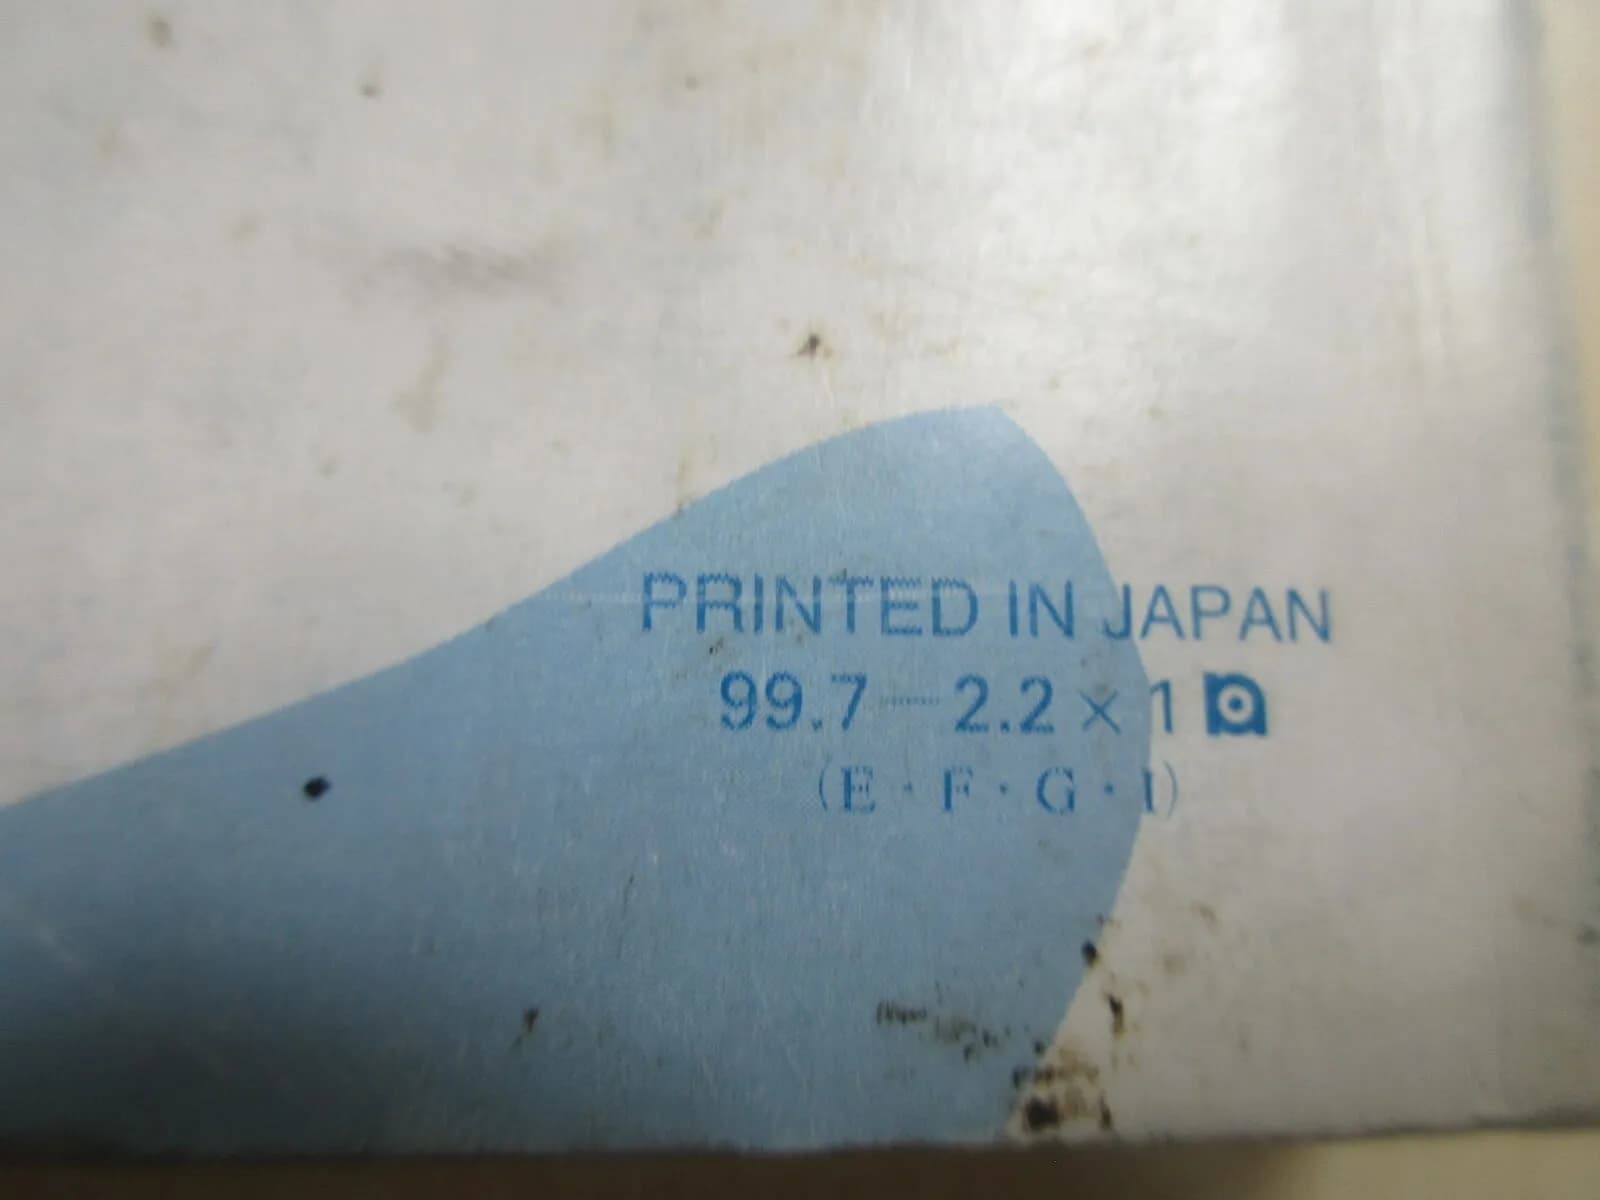 PRINTED IN JAPAN
99.7—2.2×1
(E・F・G・I)